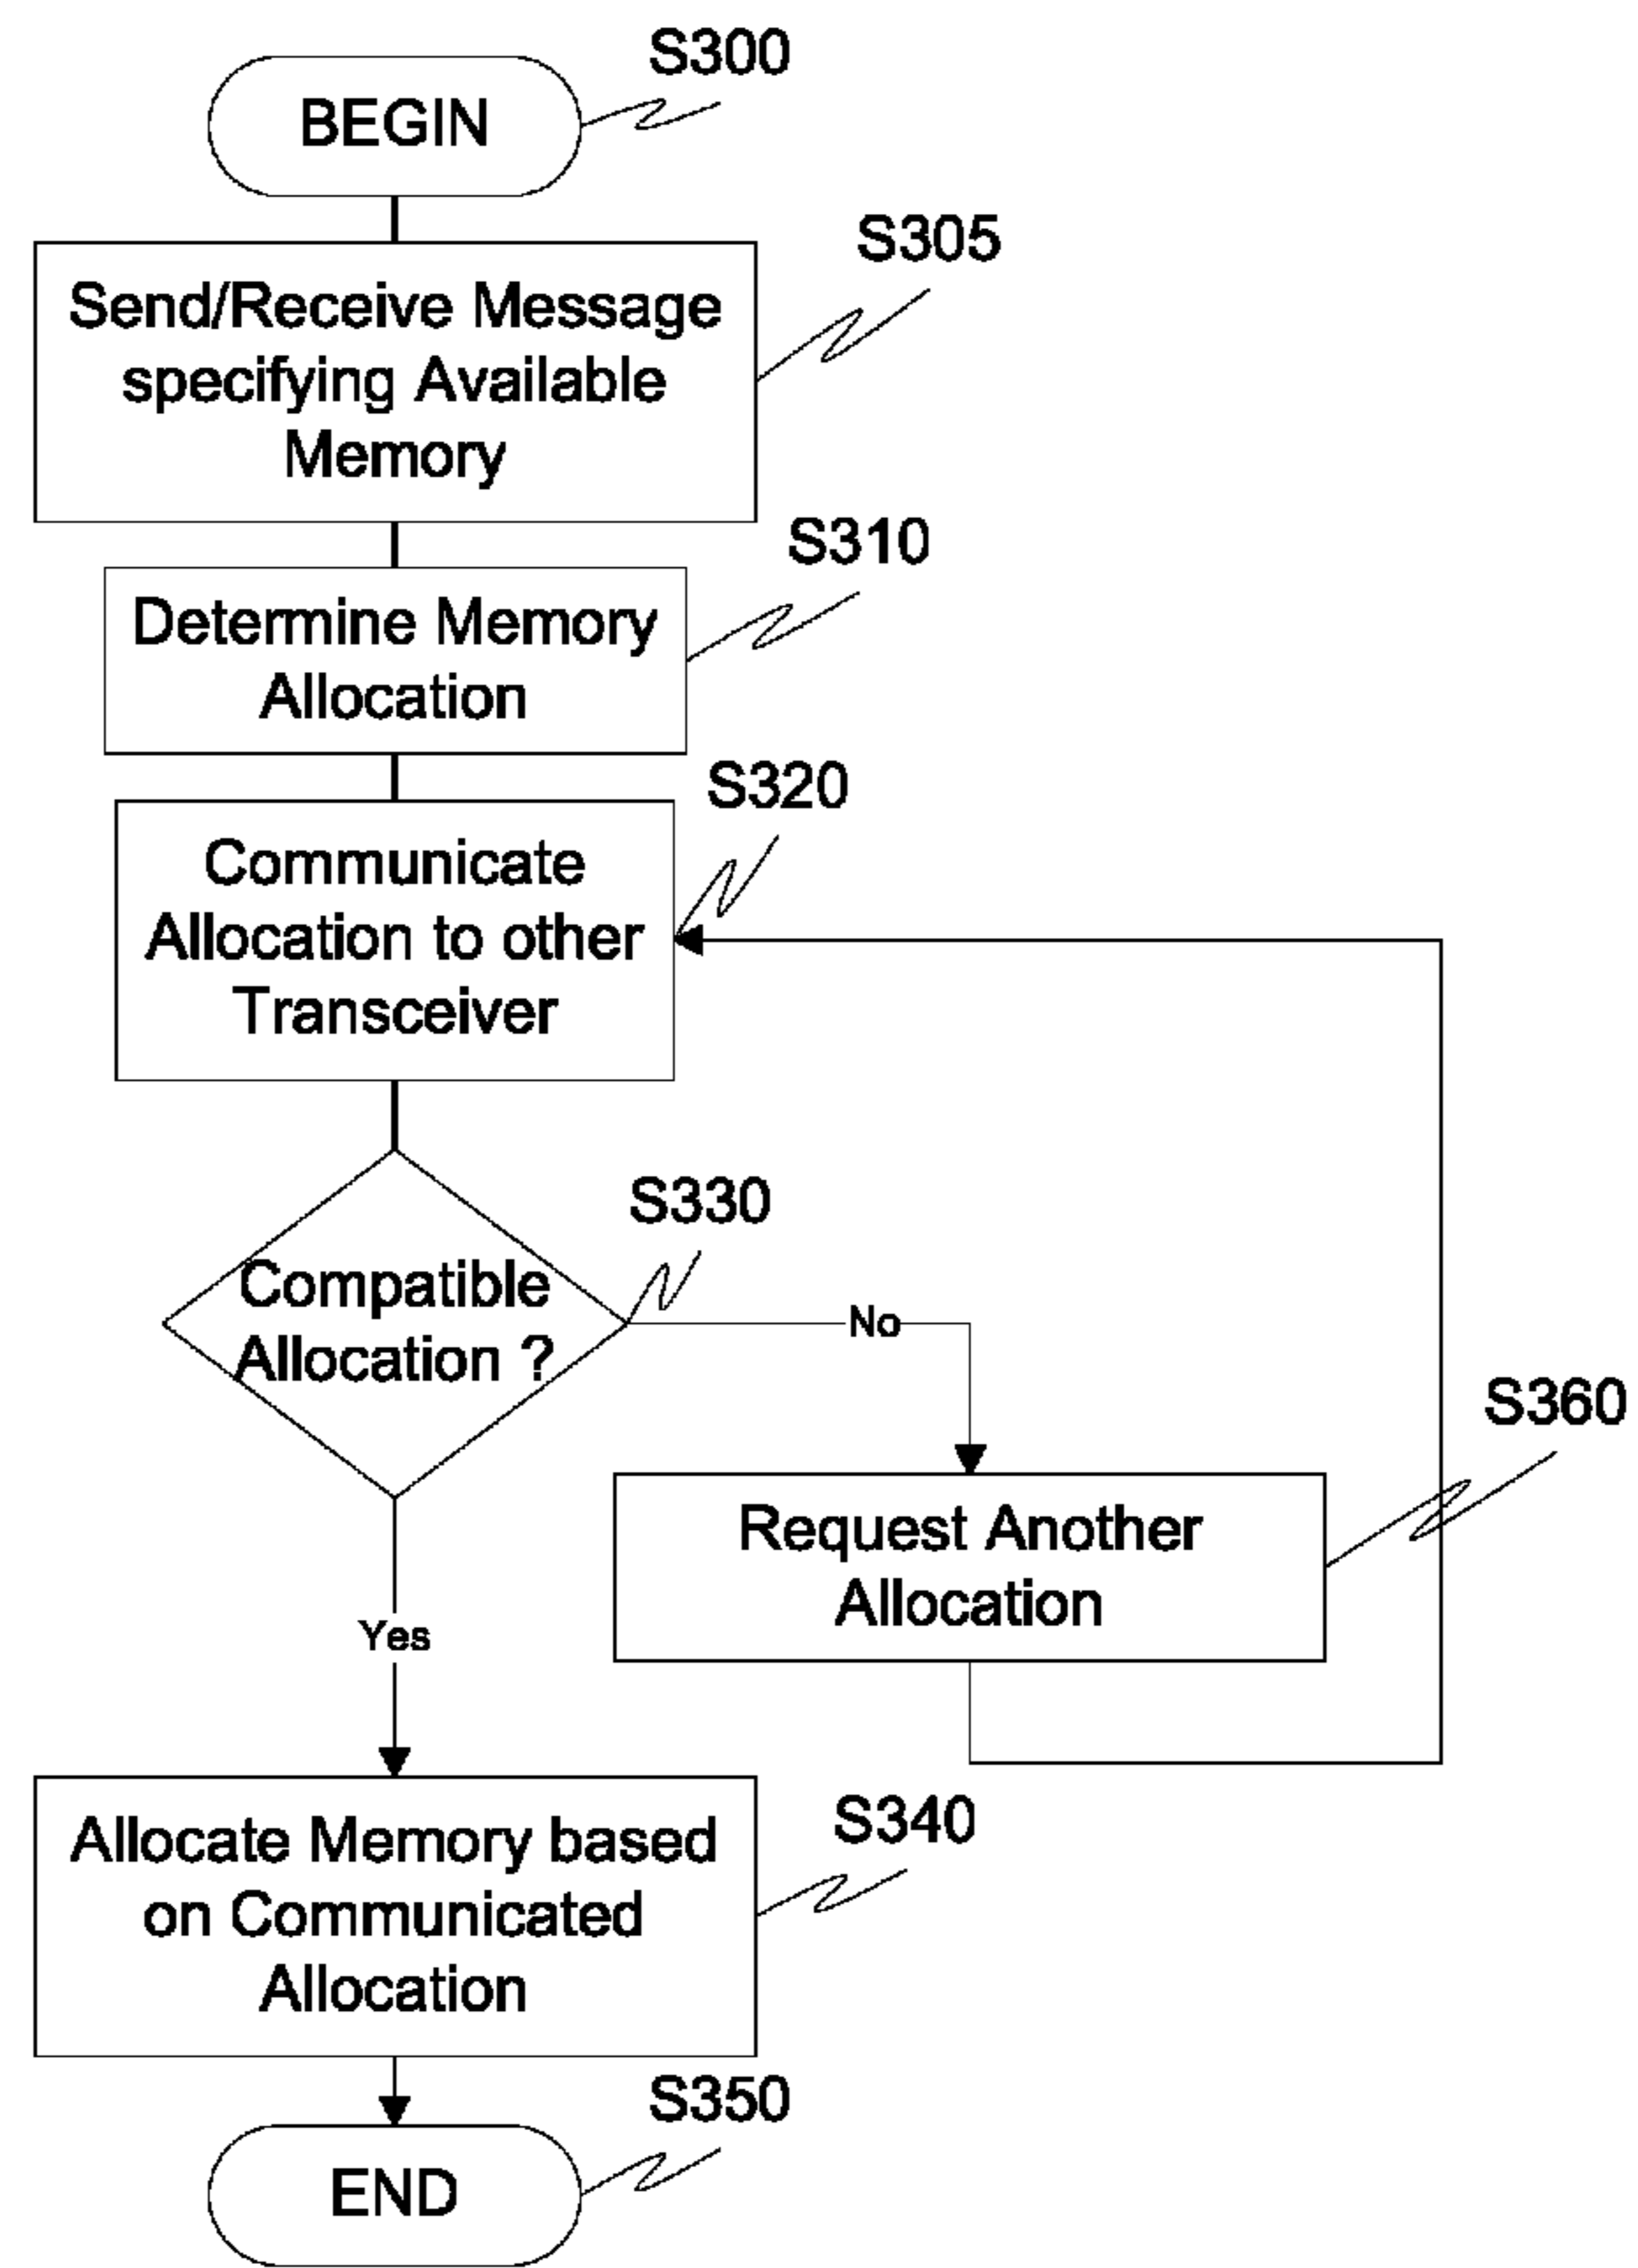 S300
BEGIN
S305
Send/Receive Message
specifying Available
Memory
S310
Determine Memory
Allocation
S320
Communicate
Allocation to other
Transceiver
S330
Compatible
Allocation ?
No
S360
Request Another
Allocation
Yes
S340
Allocate Memory based
on Communicated
Allocation
S350
END